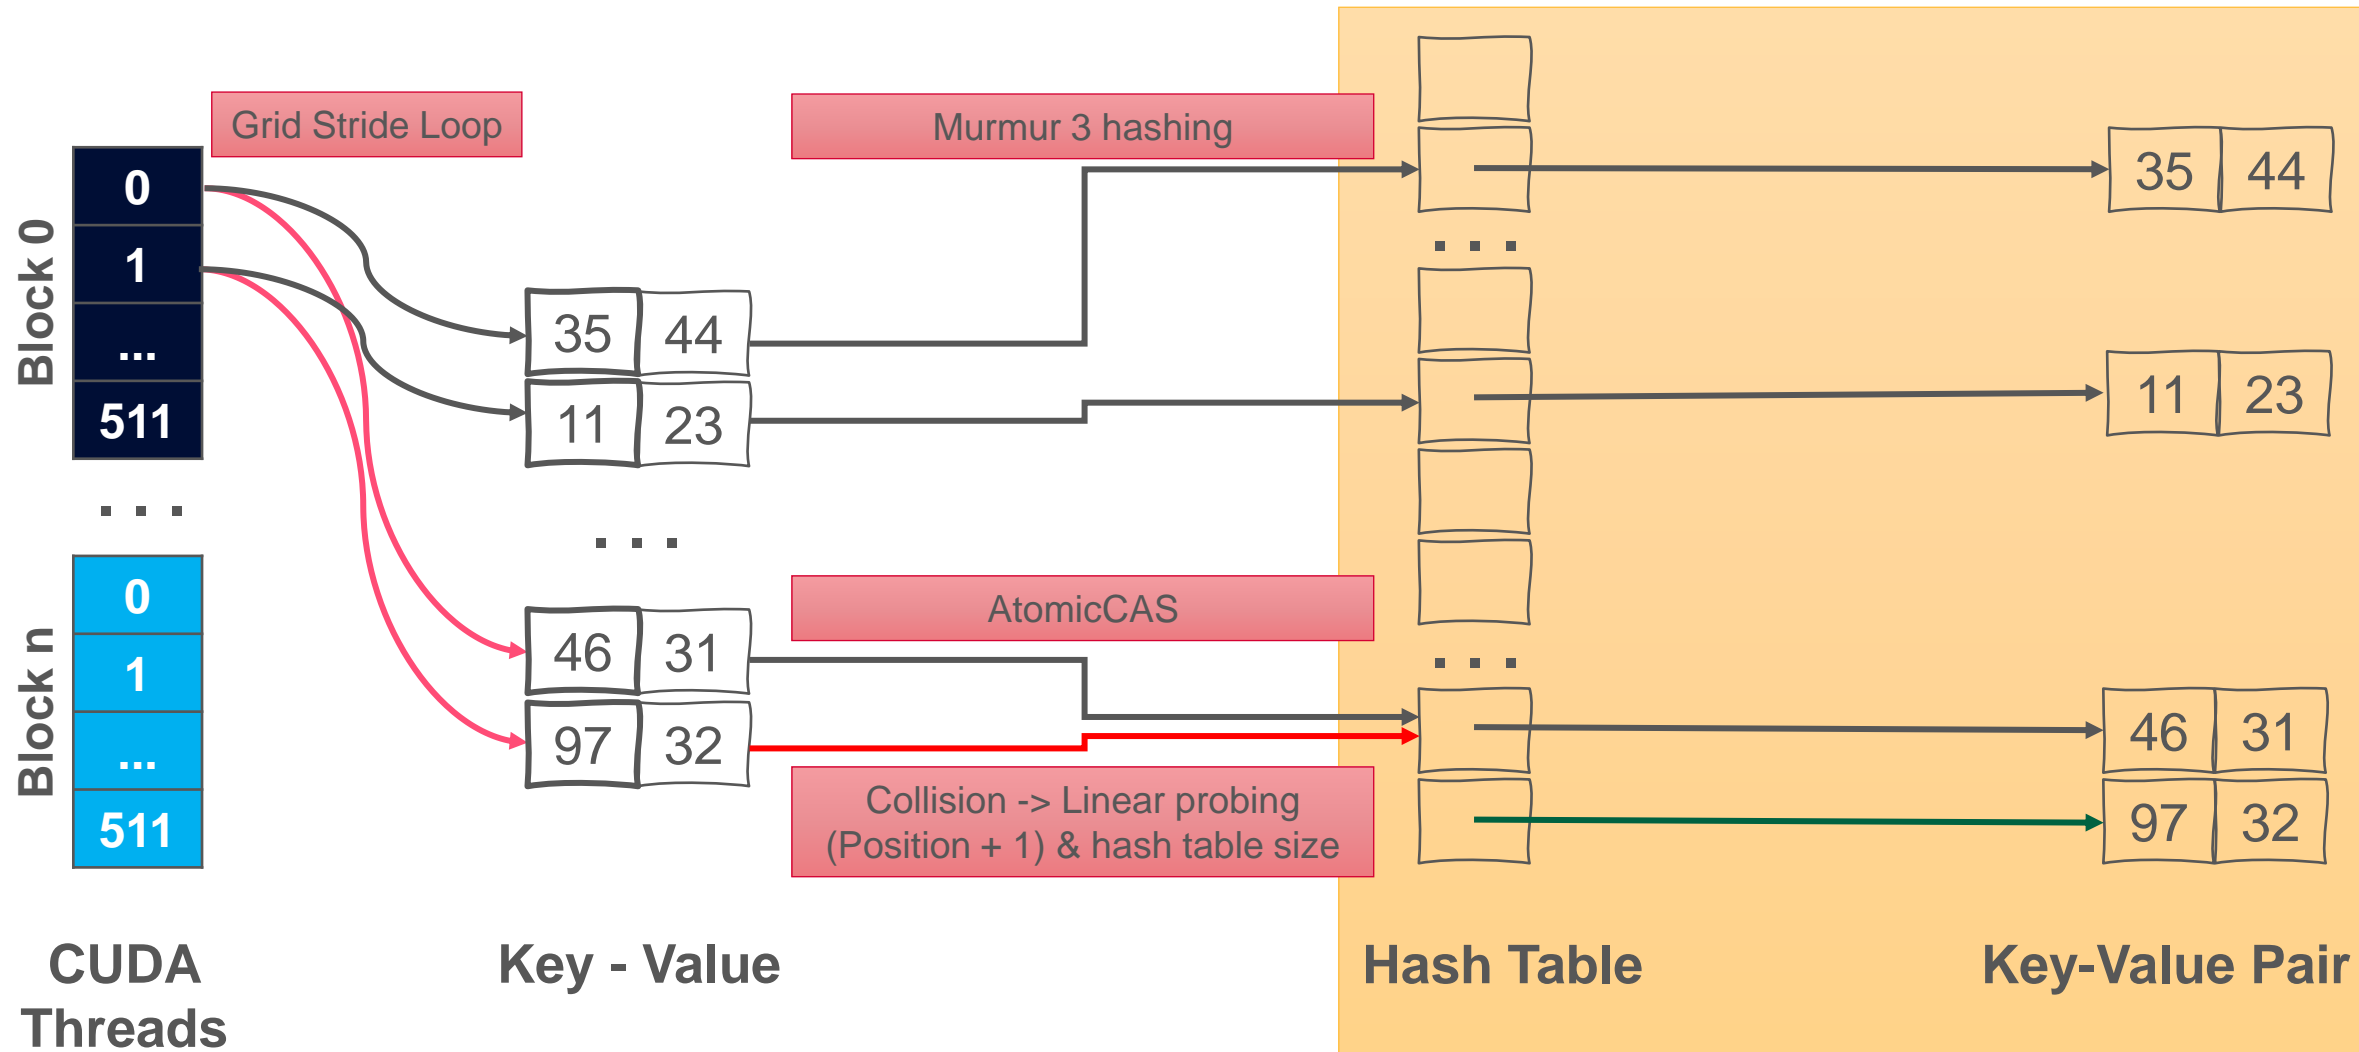 Grid Stride Loop
Murmur 3 hashing
Block 0
0
1
...
511
. . .
Block n
0
1
...
511
35 44
11 23
. . .
46 31
97 32
AtomicCAS
Collision -> Linear probing
(Position + 1) & hash table size
. . .
. . .
35 44
11 23
46 31
97 32
CUDA
Threads
Key - Value
Hash Table
Key-Value Pair